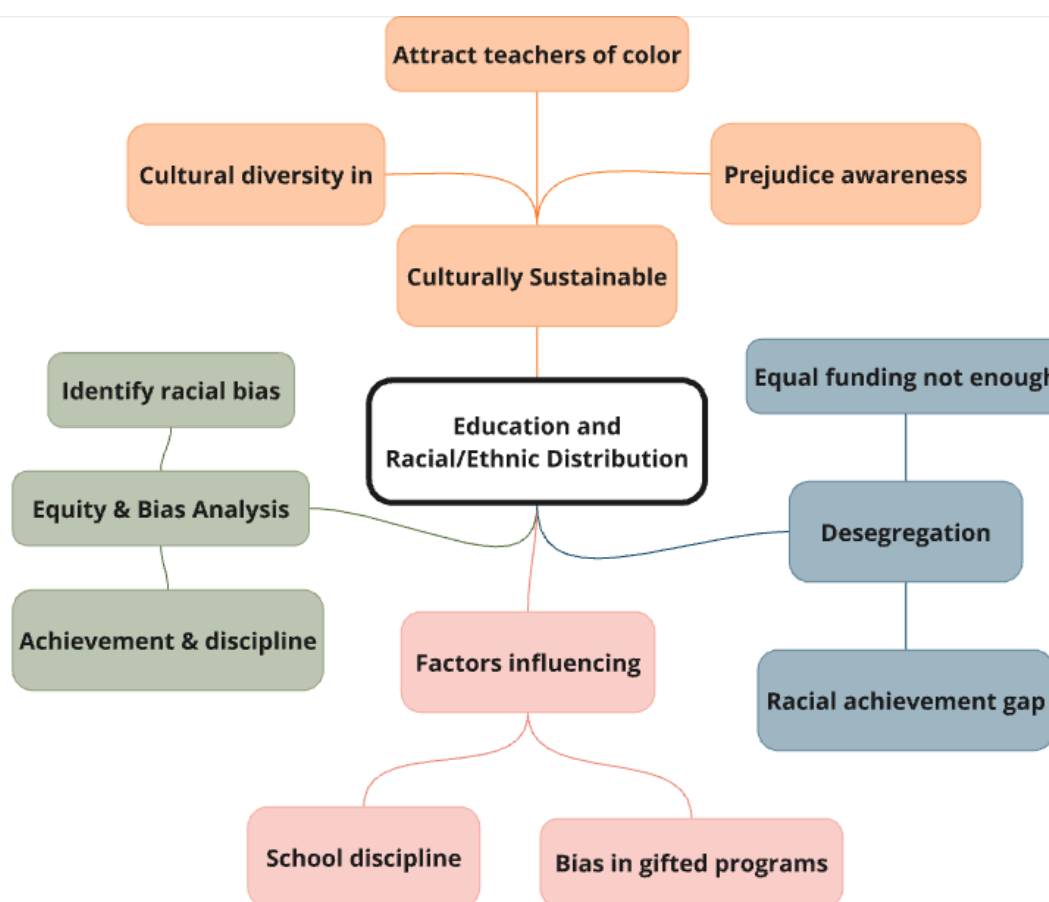 Attract teachers of color
Cultural diversity in
Prejudice awareness
Culturally Sustainable
Identify racial bias
Equal funding not enough
Education and
Racial/Ethnic Distribution
Equity & Bias Analysis
Desegregation
Achievement & discipline
Factors influencing
Racial achievement gap
School discipline
Bias in gifted programs